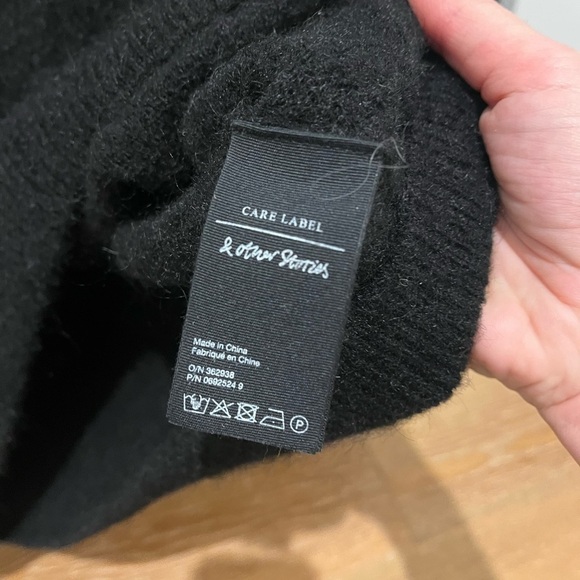 CARE LABEL
& other Stories
Made in China
Fabriqué en Chine
O/N 362938
P/N 0692524 9
P